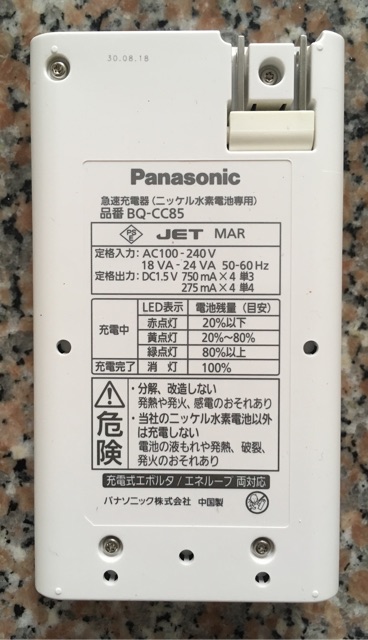 30.08.18
Panasonic
急速充電器（ニッケル水素電池専用）
品番 BQ-CC85
PS E JET MAR
定格入力：AC100-240V
18 VA-24 VA 50-60Hz
定格出力：DC1.5V 750mA×4 単3
275mA×4 単4
LED表示 電池残量（目安）
充電中 赤点灯 20%以下
黄点灯 20%~80%
緑点灯 80%以上
充電完了 消灯 100%
危険
・分解、改造しない
発熱や発火、感電のおそれあり
・当社のニッケル水素電池以外
は充電しない
電池の液もれや発熱、破裂、
発火のおそれあり
充電式エボルタ / エネループ 両対応
パナソニック株式会社 中国製